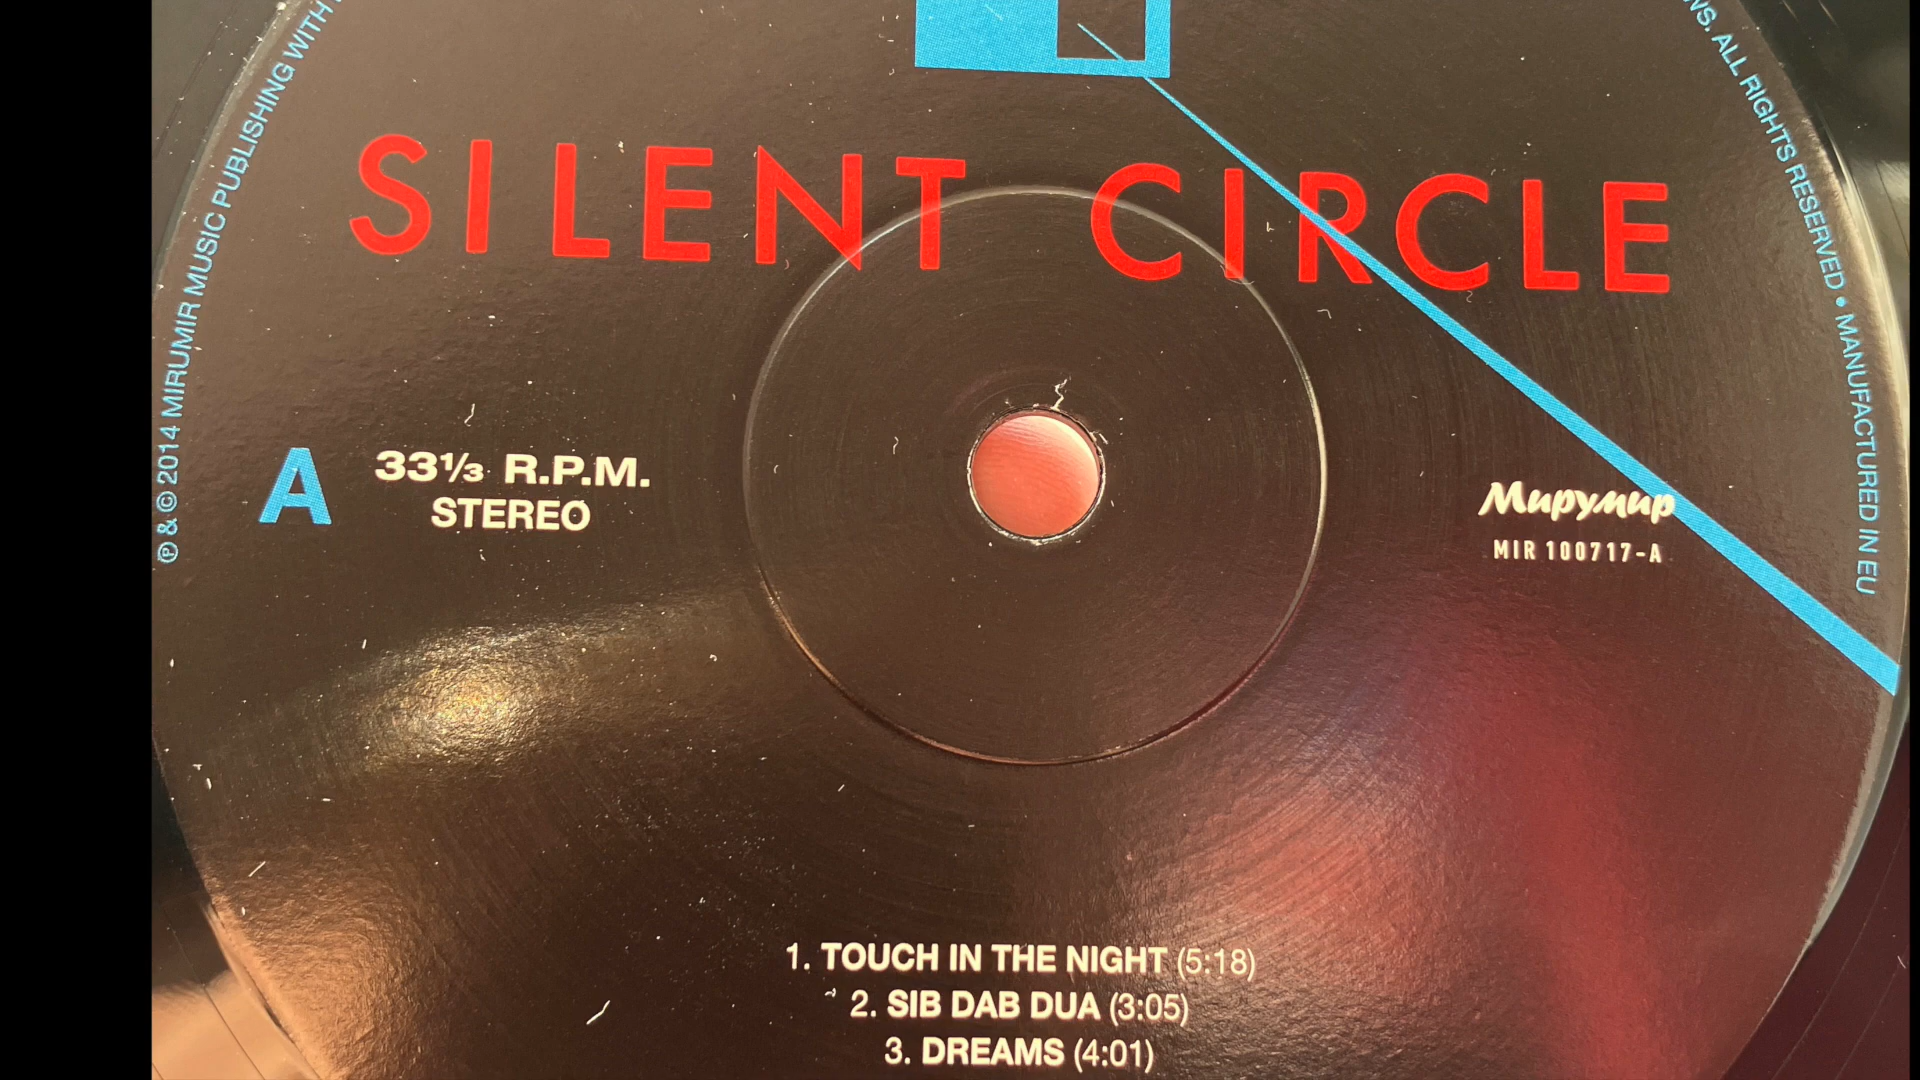 SILENT CIRCLE
A
33⅓ R.P.M.
STEREO
Мирумир
MIR 100717-A
1. TOUCH IN THE NIGHT (5:18)
2. SIB DAB DUA (3:05)
3. DREAMS (4:01)
℗ & © 2014 MIRUMIR MUSIC PUBLISHING WITH
ALL RIGHTS RESERVED • MANUFACTURED IN EU